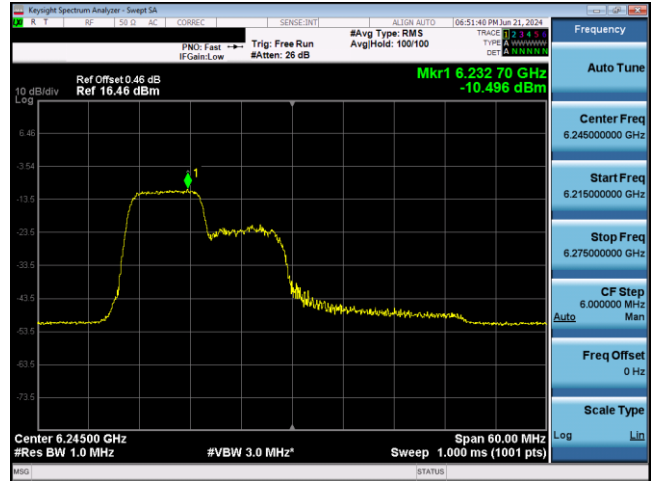 Keysight Spectrum Analyzer - Swept SA
LXI R T RF 50 Ω AC CORREC SENSE:INT ALIGN AUTO 06:51:40 PM Jun 21, 2024
#Avg Type: RMS TRACE 1 2 3 4 5 6
PNO: Fast Trig: Free Run Avg|Hold: 100/100 TYPE A WWWWW
IFGain:Low #Atten: 26 dB DET A N N N N N
Frequency
Mkr1 6.232 70 GHz
Ref Offset 0.46 dB
10 dB/div Ref 16.46 dBm -10.496 dBm
Log
Auto Tune
1
6.46
-3.54
-13.5
-23.5
-33.5
-43.5
-53.5
-63.5
-73.5
Center Freq
6.245000000 GHz
Start Freq
6.215000000 GHz
Stop Freq
6.275000000 GHz
CF Step
6.000000 MHz
Auto Man
Freq Offset
0 Hz
Scale Type
Log Lin
Center 6.24500 GHz Span 60.00 MHz
#Res BW 1.0 MHz #VBW 3.0 MHz* Sweep 1.000 ms (1001 pts)
MSG STATUS